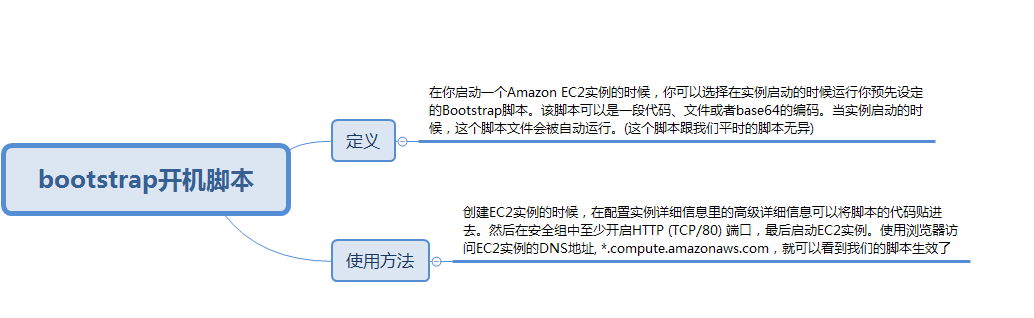 在你启动一个Amazon EC2实例的时候，你可以选择在实例启动的时候运行你预先设定
的Bootstrap脚本。该脚本可以是一段代码、文件或者base64的编码。当实例启动的时
候，这个脚本文件会被自动运行。(这个脚本跟我们平时的脚本无异)
定义
bootstrap开机脚本
创建EC2实例的时候，在配置实例详细信息里的高级详细信息可以将脚本的代码贴进
去。然后在安全组中至少开启HTTP (TCP/80) 端口，最后启动EC2实例。使用浏览器访
问EC2实例的DNS地址, *.compute.amazonaws.com，就可以看到我们的脚本生效了
使用方法